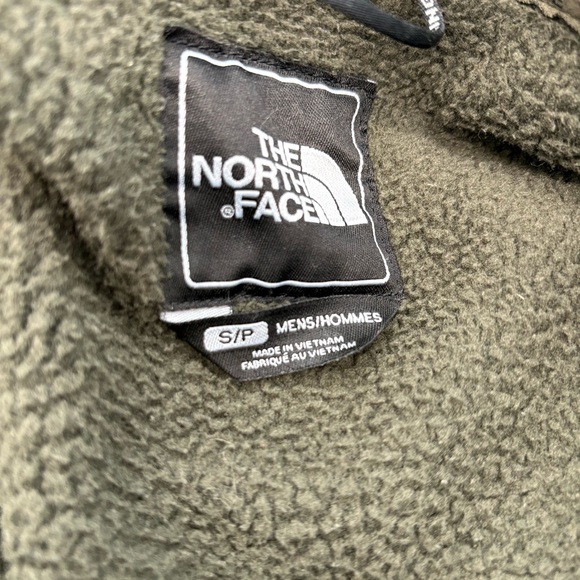 THE
NORTH
®FACE
S/P MENS/HOMMES
MADE IN VIETNAM
FABRIQUÉ AU VIETNAM